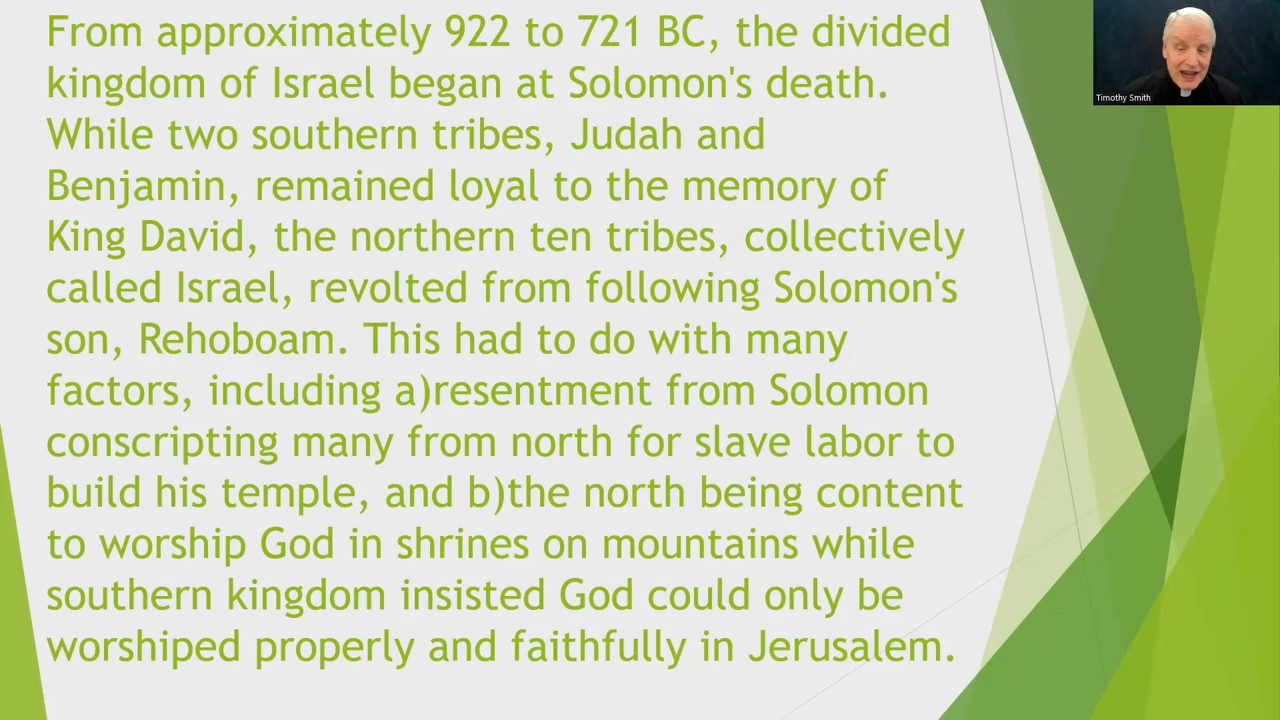 From approximately 922 to 721 BC, the divided
kingdom of Israel began at Solomon's death.
While two southern tribes, Judah and
Benjamin, remained loyal to the memory of
King David, the northern ten tribes, collectively
called Israel, revolted from following Solomon's
son, Rehoboam. This had to do with many
factors, including a)resentment from Solomon
conscripting many from north for slave labor to
build his temple, and b)the north being content
to worship God in shrines on mountains while
southern kingdom insisted God could only be
worshiped properly and faithfully in Jerusalem.
Timothy Smith